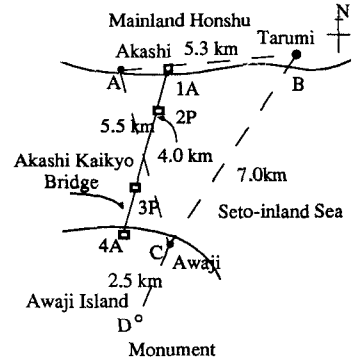 Mainland Honshu
N
Akashi
5.3 km
Tarumi
A
1A
B
2P
5.5 km
4.0 km
Akashi Kaikyo
Bridge
7.0km
3P
Seto-inland Sea
4A
C
Awaji
2.5 km
Awaji Island
D
Monument